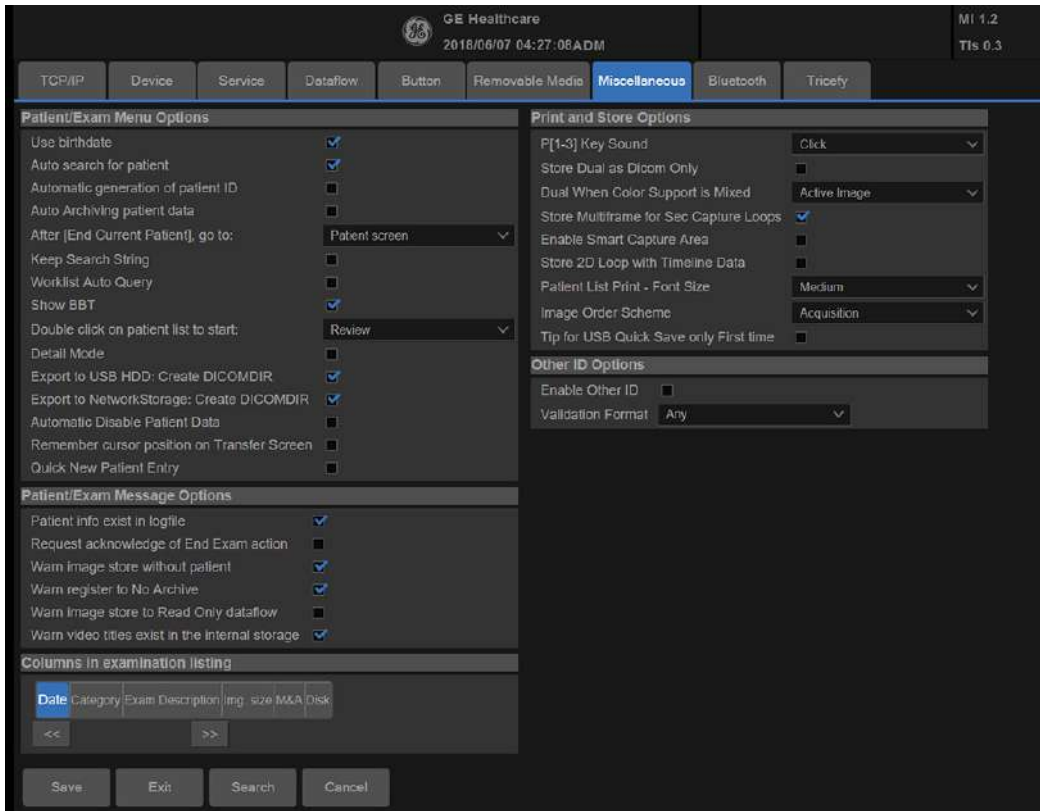 GE Healthcare
2018/06/07 04:27:08ADM
MI 1.2
TIs 0.3
TCP/IP Device Service Dataflow Button Removable Media Miscellaneous Bluetooth Tricefy
Patient/Exam Menu Options
Use birthdate
Auto search for patient
Automatic generation of patient ID
Auto Archiving patient data
After [End Current Patient], go to: Patient screen
Keep Search String
Worklist Auto Query
Show BBT
Double click on patient list to start: Review
Detail Mode
Export to USB HDD: Create DICOMDIR
Export to NetworkStorage: Create DICOMDIR
Automatic Disable Patient Data
Remember cursor position on Transfer Screen
Quick New Patient Entry
Patient/Exam Message Options
Patient info exist in logfile
Request acknowledge of End Exam action
Warn image store without patient
Warn register to No Archive
Warn image store to Read Only dataflow
Warn video titles exist in the internal storage
Columns in examination listing
Date Category Exam Description Img. size M&A Disk
<< >>
Print and Store Options
P[1-3] Key Sound Click
Store Dual as Dicom Only
Dual When Color Support is Mixed Active Image
Store Multiframe for Sec Capture Loops
Enable Smart Capture Area
Store 2D Loop with Timeline Data
Patient List Print - Font Size Medium
Image Order Scheme Acquisition
Tip for USB Quick Save only First time
Other ID Options
Enable Other ID
Validation Format Any
Save Exit Search Cancel